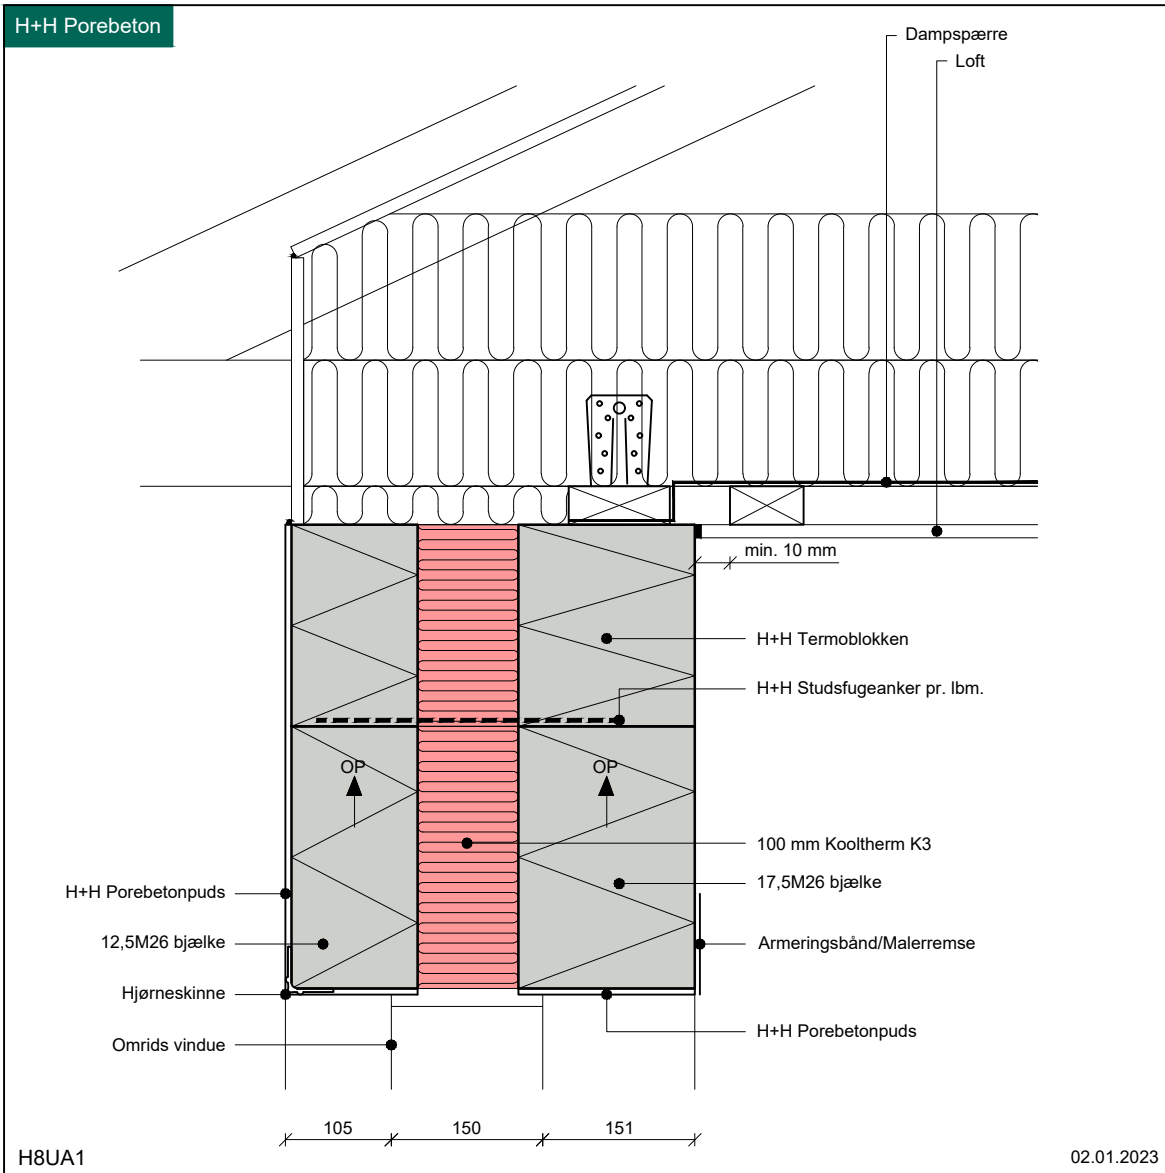 H+H Porebeton
Dampspærre
Loft
min. 10 mm
H+H Termoblokken
H+H Studsfugeanker pr. lbm.
OP
OP
100 mm Kooltherm K3
17,5M26 bjælke
H+H Porebetonpuds
12,5M26 bjælke
Armeringsbånd/Malerremse
Hjørneskinne
H+H Porebetonpuds
Omrids vindue
105
150
151
H8UA1
02.01.2023